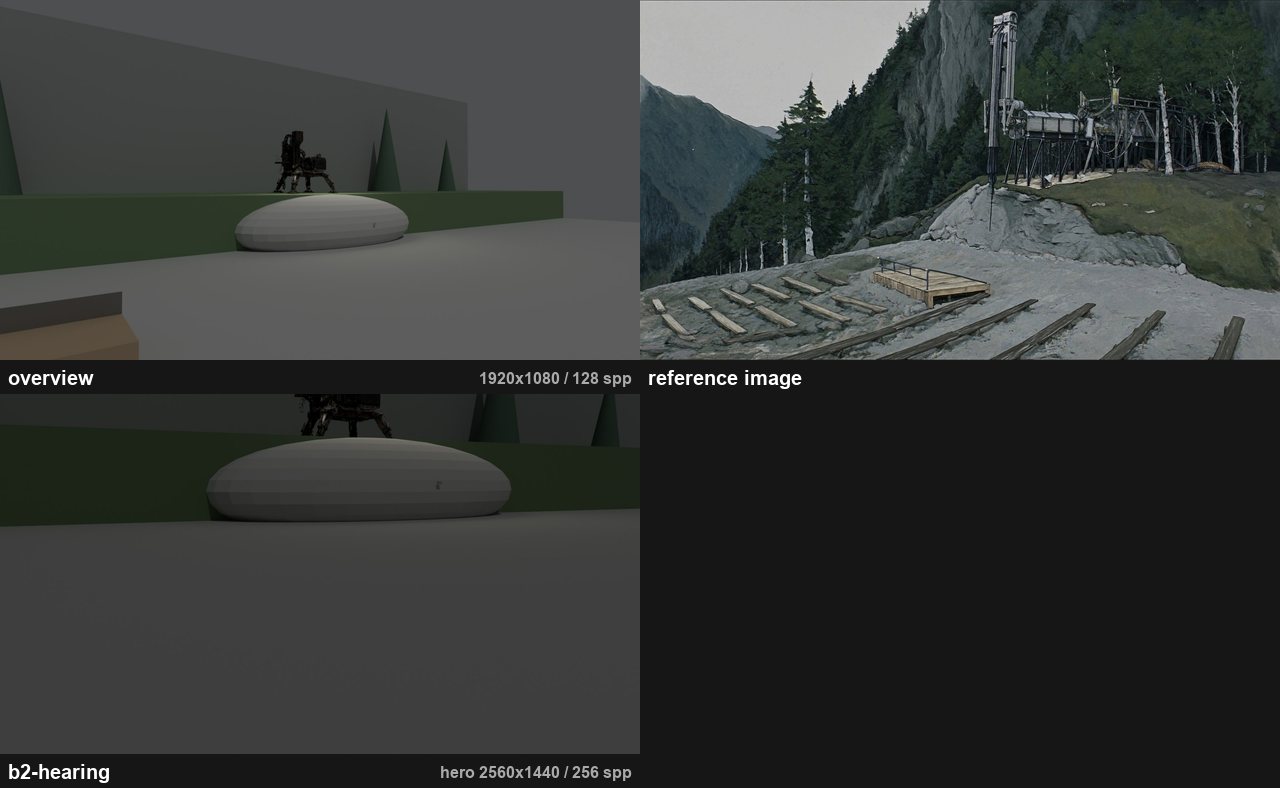 overview
1920x1080 / 128 spp
reference image
b2-hearing
hero 2560x1440 / 256 spp